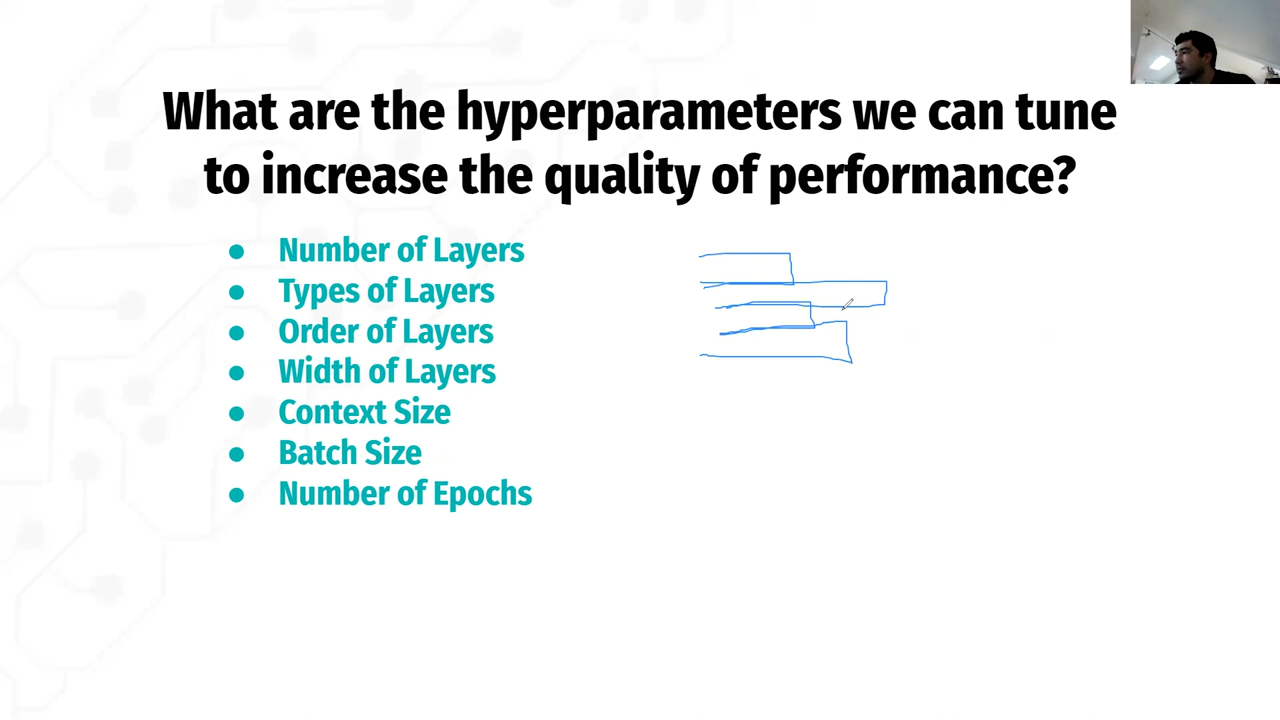 What are the hyperparameters we can tune
to increase the quality of performance?
● Number of Layers
● Types of Layers
● Order of Layers
● Width of Layers
● Context Size
● Batch Size
● Number of Epochs